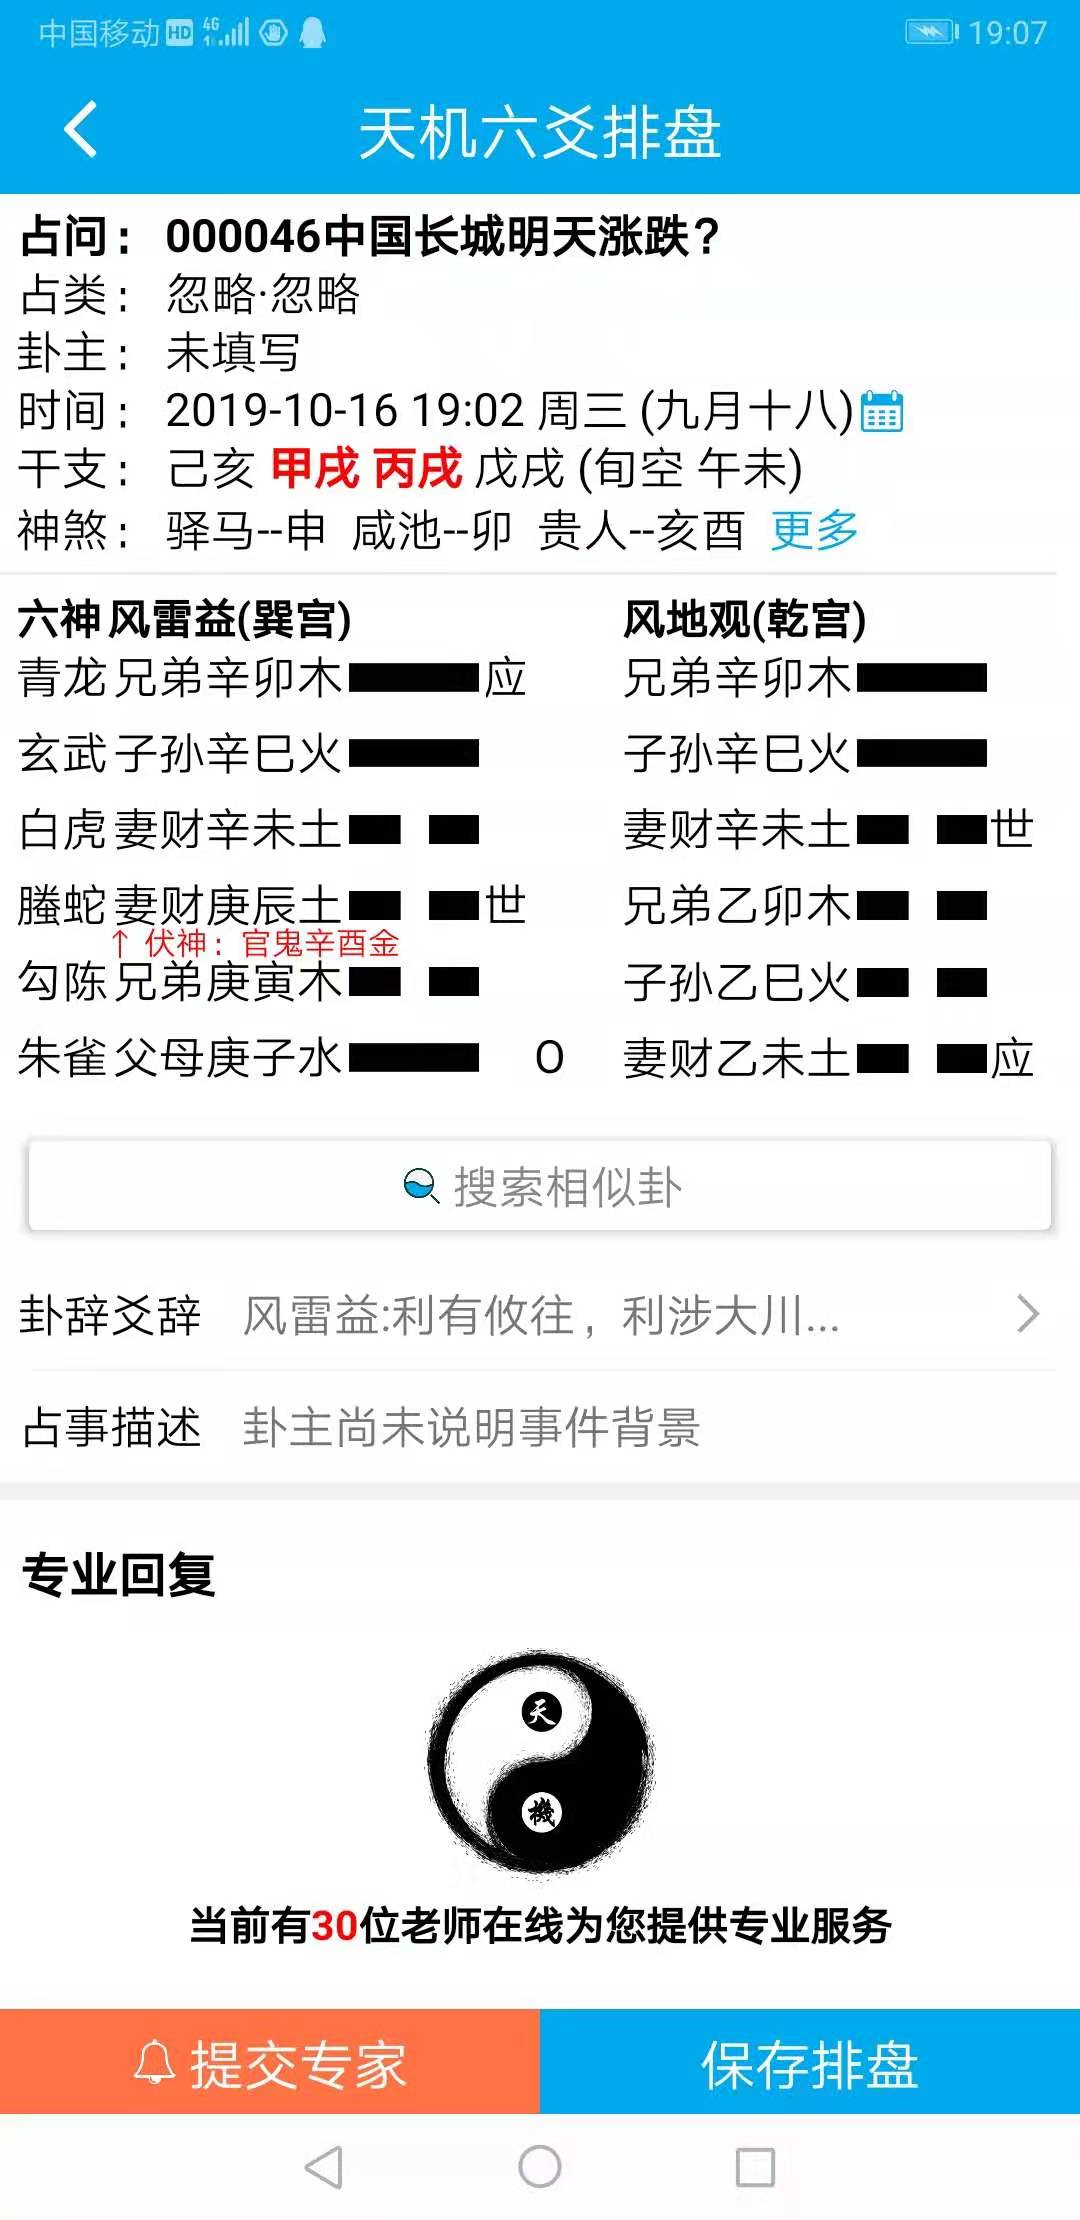 中国移动 HD 4G 19:07
天机六爻排盘
占问： 000046中国长城明天涨跌？
占类： 忽略·忽略
卦主： 未填写
时间： 2019-10-16 19:02 周三 (九月十八)
干支： 己亥 甲戌 丙戌 戊戌 (旬空 午未)
神煞： 驿马--申 咸池--卯 贵人--亥酉 更多
六神 风雷益(巽宫) 风地观(乾宫)
青龙 兄弟辛卯木 应 兄弟辛卯木
玄武 子孙辛巳火 子孙辛巳火
白虎 妻财辛未土 妻财辛未土 世
螣蛇 妻财庚辰土 世 兄弟乙卯木
↑ 伏神：官鬼辛酉金
勾陈 兄弟庚寅木 子孙乙巳火
朱雀 父母庚子水 O 妻财乙未土 应
搜索相似卦
卦辞爻辞 风雷益:利有攸往，利涉大川...
占事描述 卦主尚未说明事件背景
专业回复
天
機
当前有30位老师在线为您提供专业服务
提交专家 保存排盘